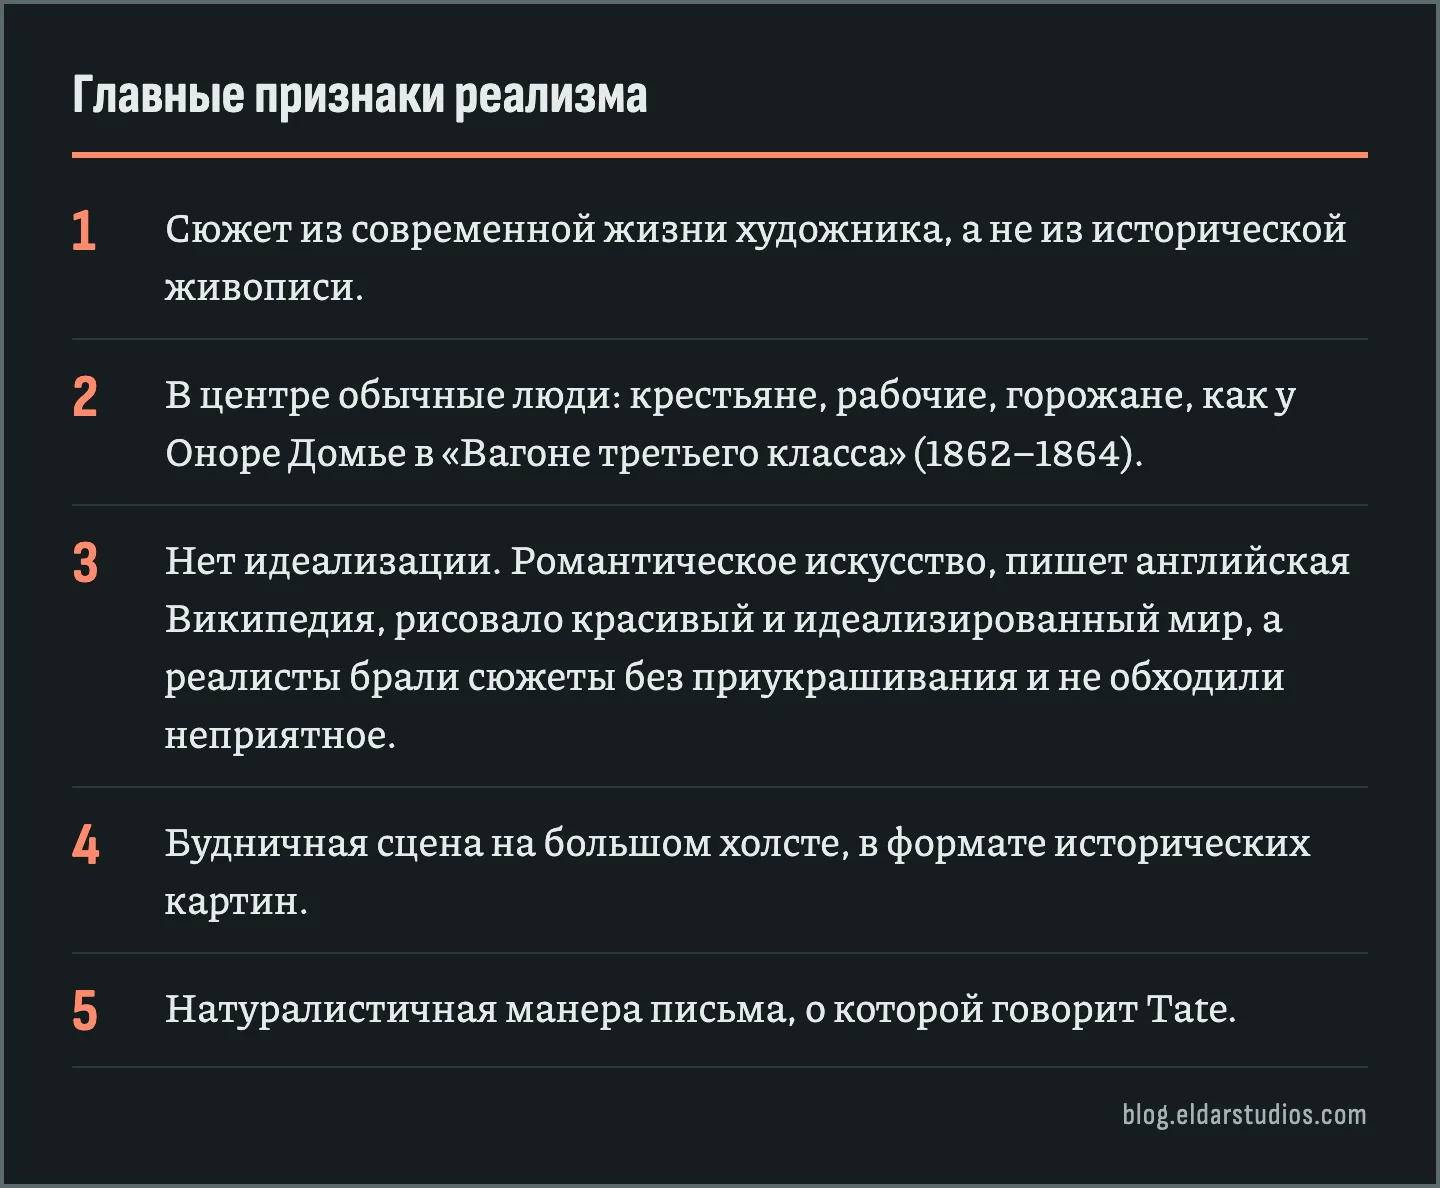 Главные признаки реализма
1
Сюжет из современной жизни художника, а не из исторической
живописи.
2
В центре обычные люди: крестьяне, рабочие, горожане, как у
Оноре Домье в «Вагоне третьего класса» (1862–1864).
3
Нет идеализации. Романтическое искусство, пишет английская
Википедия, рисовало красивый и идеализированный мир, а
реалисты брали сюжеты без приукрашивания и не обходили
неприятное.
4
Будничная сцена на большом холсте, в формате исторических
картин.
5
Натуралистичная манера письма, о которой говорит Tate.
blog.eldarstudios.com